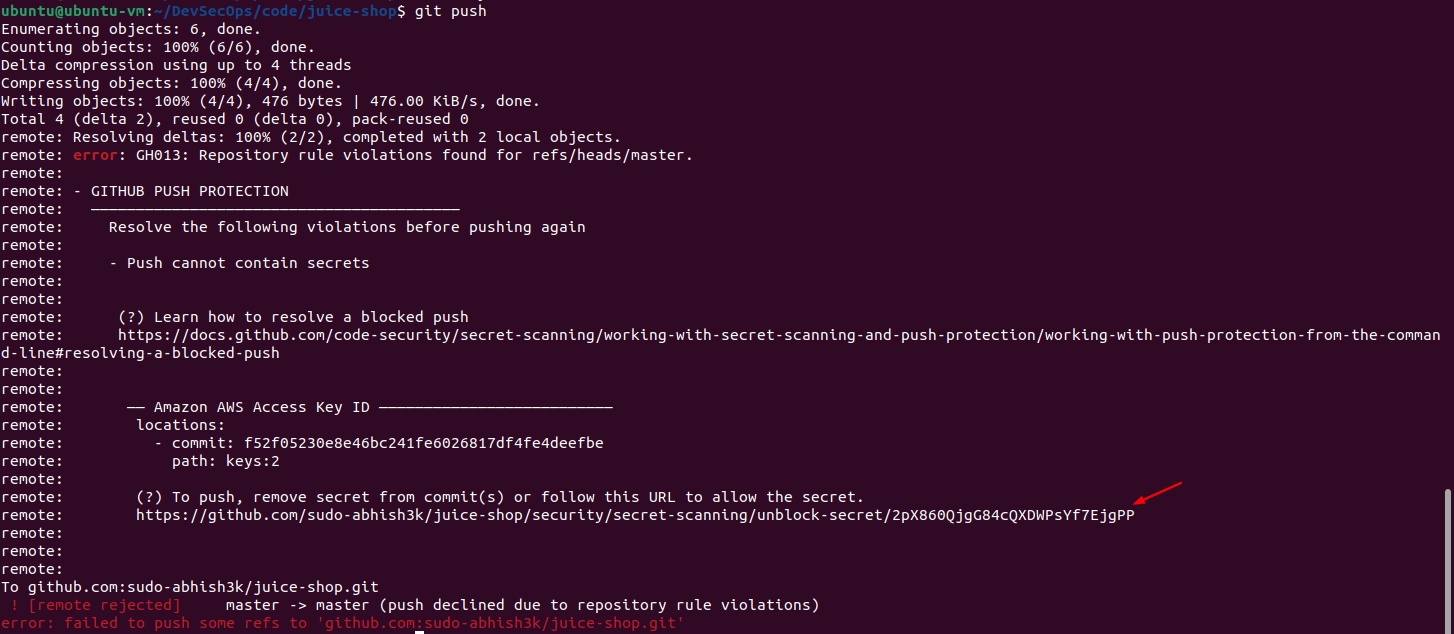 ubuntu@ubuntu-vm:~/DevSecOps/code/juice-shop$ git push
Enumerating objects: 6, done.
Counting objects: 100% (6/6), done.
Delta compression using up to 4 threads
Compressing objects: 100% (4/4), done.
Writing objects: 100% (4/4), 476 bytes | 476.00 KiB/s, done.
Total 4 (delta 2), reused 0 (delta 0), pack-reused 0
remote: Resolving deltas: 100% (2/2), completed with 2 local objects.
remote: error: GH013: Repository rule violations found for refs/heads/master.
remote:
remote: - GITHUB PUSH PROTECTION
remote:   —————————————————————————————————————————
remote:     Resolve the following violations before pushing again
remote:
remote:     - Push cannot contain secrets
remote:
remote:
remote:      (?) Learn how to resolve a blocked push
remote:      https://docs.github.com/code-security/secret-scanning/working-with-secret-scanning-and-push-protection/working-with-push-protection-from-the-comman
d-line#resolving-a-blocked-push
remote:
remote:
remote:       —— Amazon AWS Access Key ID ——————————————————————————
remote:        locations:
remote:          - commit: f52f05230e8e46bc241fe6026817df4fe4deefbe
remote:            path: keys:2
remote:
remote:        (?) To push, remove secret from commit(s) or follow this URL to allow the secret.
remote:        https://github.com/sudo-abhish3k/juice-shop/security/secret-scanning/unblock-secret/2pX860QjgG84cQXDWPsYf7EjgPP
remote:
remote:
remote:
To github.com:sudo-abhish3k/juice-shop.git
 ! [remote rejected]     master -> master (push declined due to repository rule violations)
error: failed to push some refs to 'github.com:sudo-abhish3k/juice-shop.git'